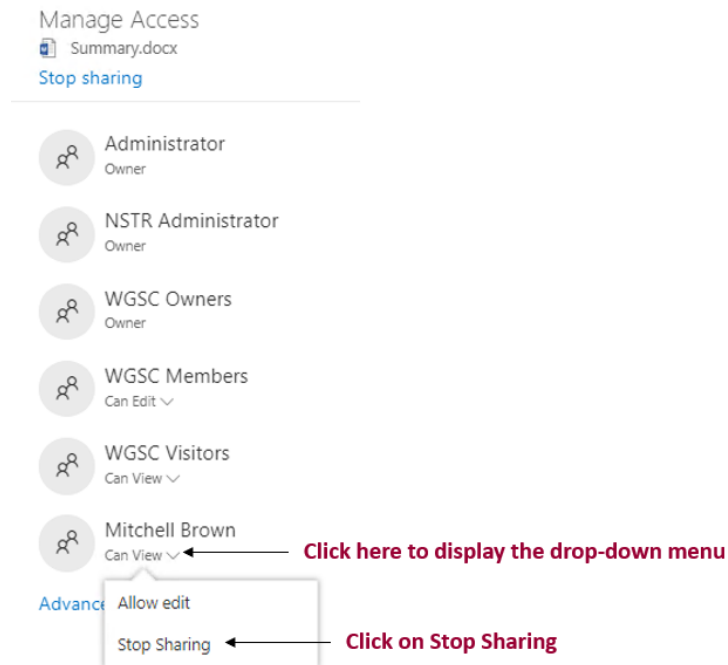 Manage Access
Summary.docx
Stop sharing
Administrator
Owner
NSTR Administrator
Owner
WGSC Owners
Owner
WGSC Members
Can Edit
WGSC Visitors
Can View
Mitchell Brown
Can View
Click here to display the drop-down menu
Advance
Allow edit
Stop Sharing
Click on Stop Sharing